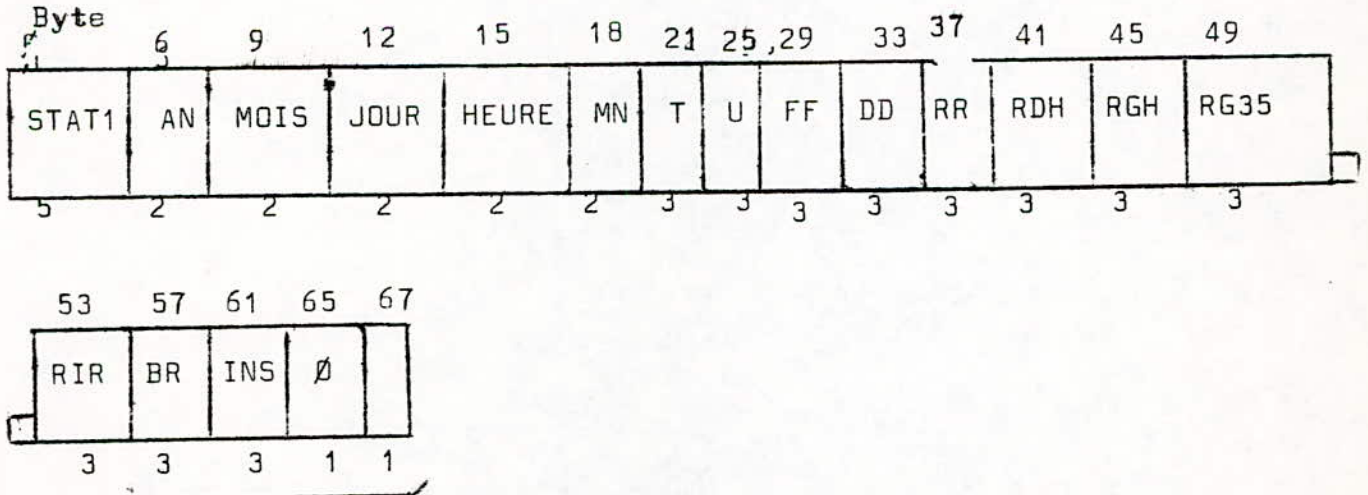 Byte
Ø 6 9 12 15 18 21 25,29 33 37 41 45 49
STAT1 AN MOIS JOUR HEURE MN T U FF DD RR RDH RGH RG35
5 2 2 2 2 2 3 3 3 3 3 3 3 3
53 57 61 65 67
RIR BR INS Ø
3 3 3 1 1